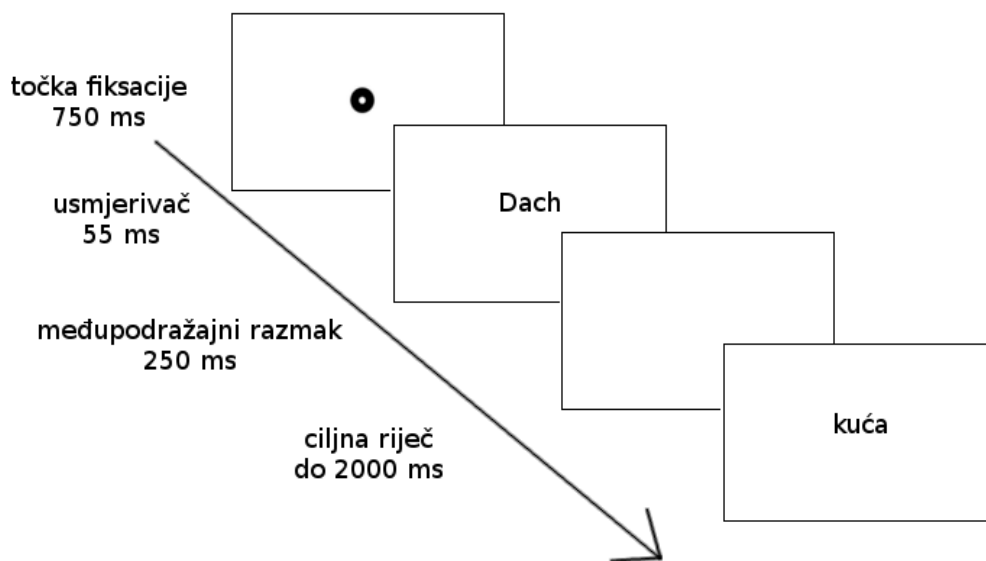 točka fiksacije
750 ms
usmjerivač
55 ms
Dach
međupodražajni razmak
250 ms
ciljna riječ
do 2000 ms
kuća